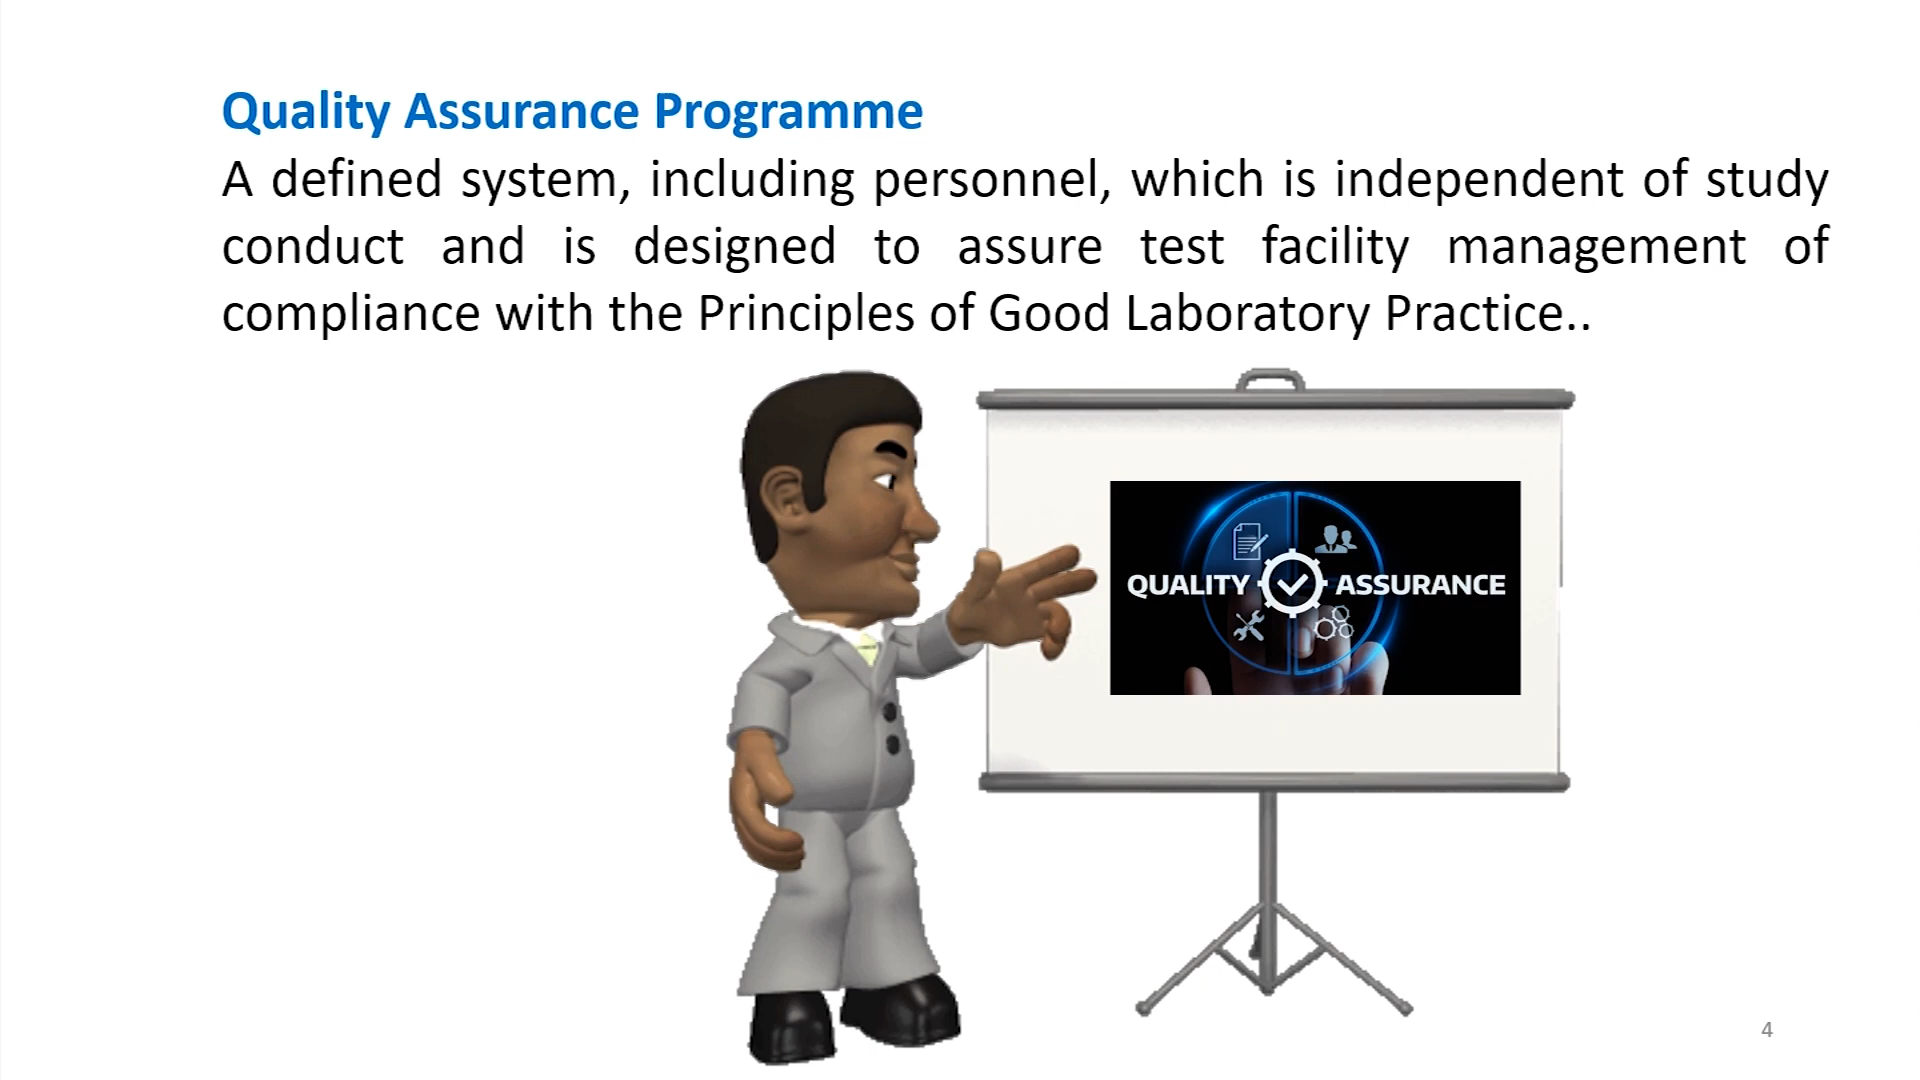 Quality Assurance Programme
A defined system, including personnel, which is independent of study
conduct and is designed to assure test facility management of
compliance with the Principles of Good Laboratory Practice..
QUALITY ASSURANCE
4